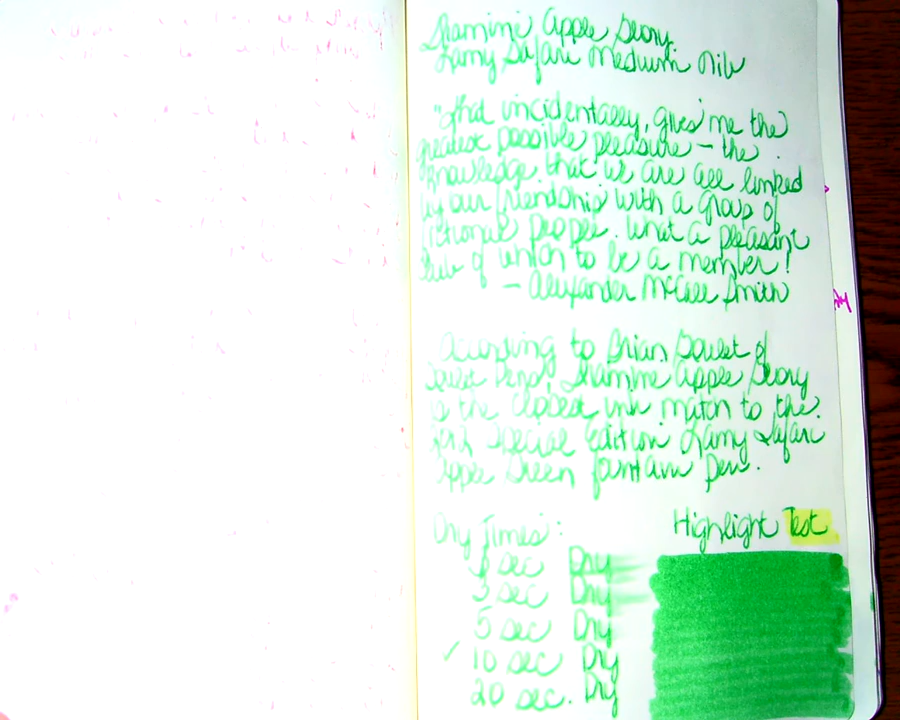 Diamine Apple Glory
Lamy Safari Medium Nib
"That incidentally, gives me the
greatest possible pleasure — the
knowledge that we are all linked
by our friendship with a group of
fictional people. What a pleasant
club of which to be a member!
— Alexander McCall Smith
According to Brian Goulet of
Goulet Pens, Diamine Apple Glory
is the closest ink match to the
Special Edition Lamy Safari
Apple Green fountain pen.
Highlight Test
Dry Times:
1 sec Dry
3 sec Dry
5 sec Dry
✓ 10 sec Dry
20 sec. Dry